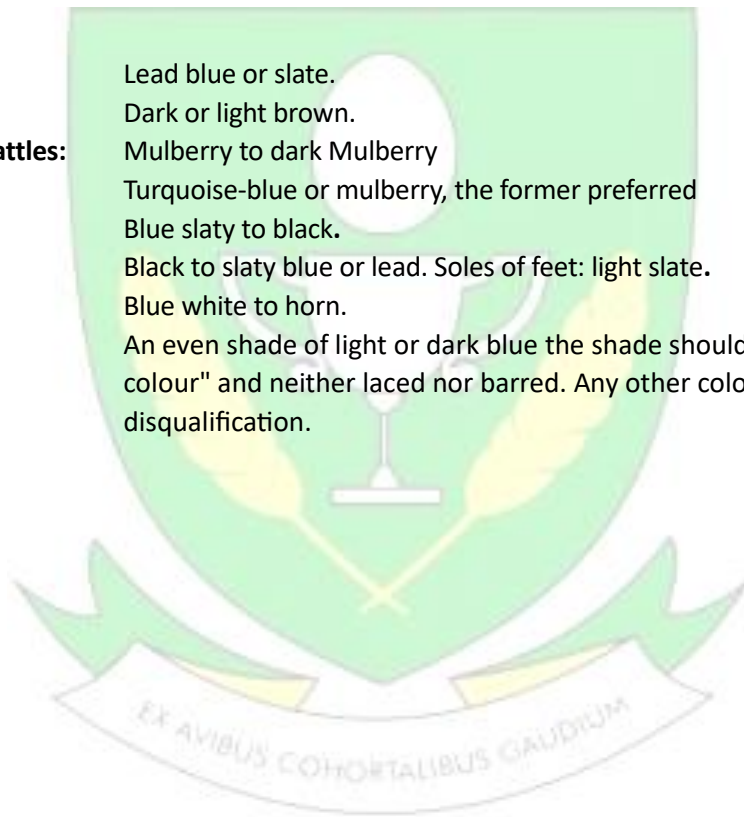 Lead blue or slate.
Dark or light brown.
attles: Mulberry to dark Mulberry
Turquoise-blue or mulberry, the former preferred
Blue slaty to black.
Black to slaty blue or lead. Soles of feet: light slate.
Blue white to horn.
An even shade of light or dark blue the shade should
colour" and neither laced nor barred. Any other colo
disqualification.
EX AVIBUS COHORTALIBUS GAUDIUM